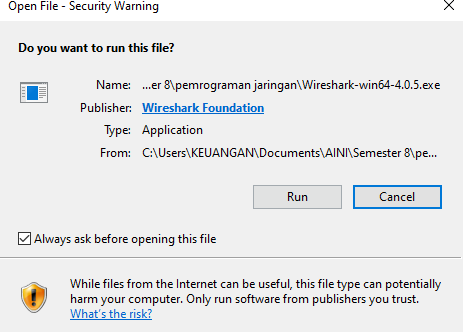 Open File - Security Warning
Do you want to run this file?
Name: ...er 8\pemrograman jaringan\Wireshark-win64-4.0.5.exe
Publisher: Wireshark Foundation
Type: Application
From: C:\Users\KEUANGAN\Documents\AINI\Semester 8\pe...
Run Cancel
Always ask before opening this file
While files from the Internet can be useful, this file type can potentially
harm your computer. Only run software from publishers you trust.
What's the risk?